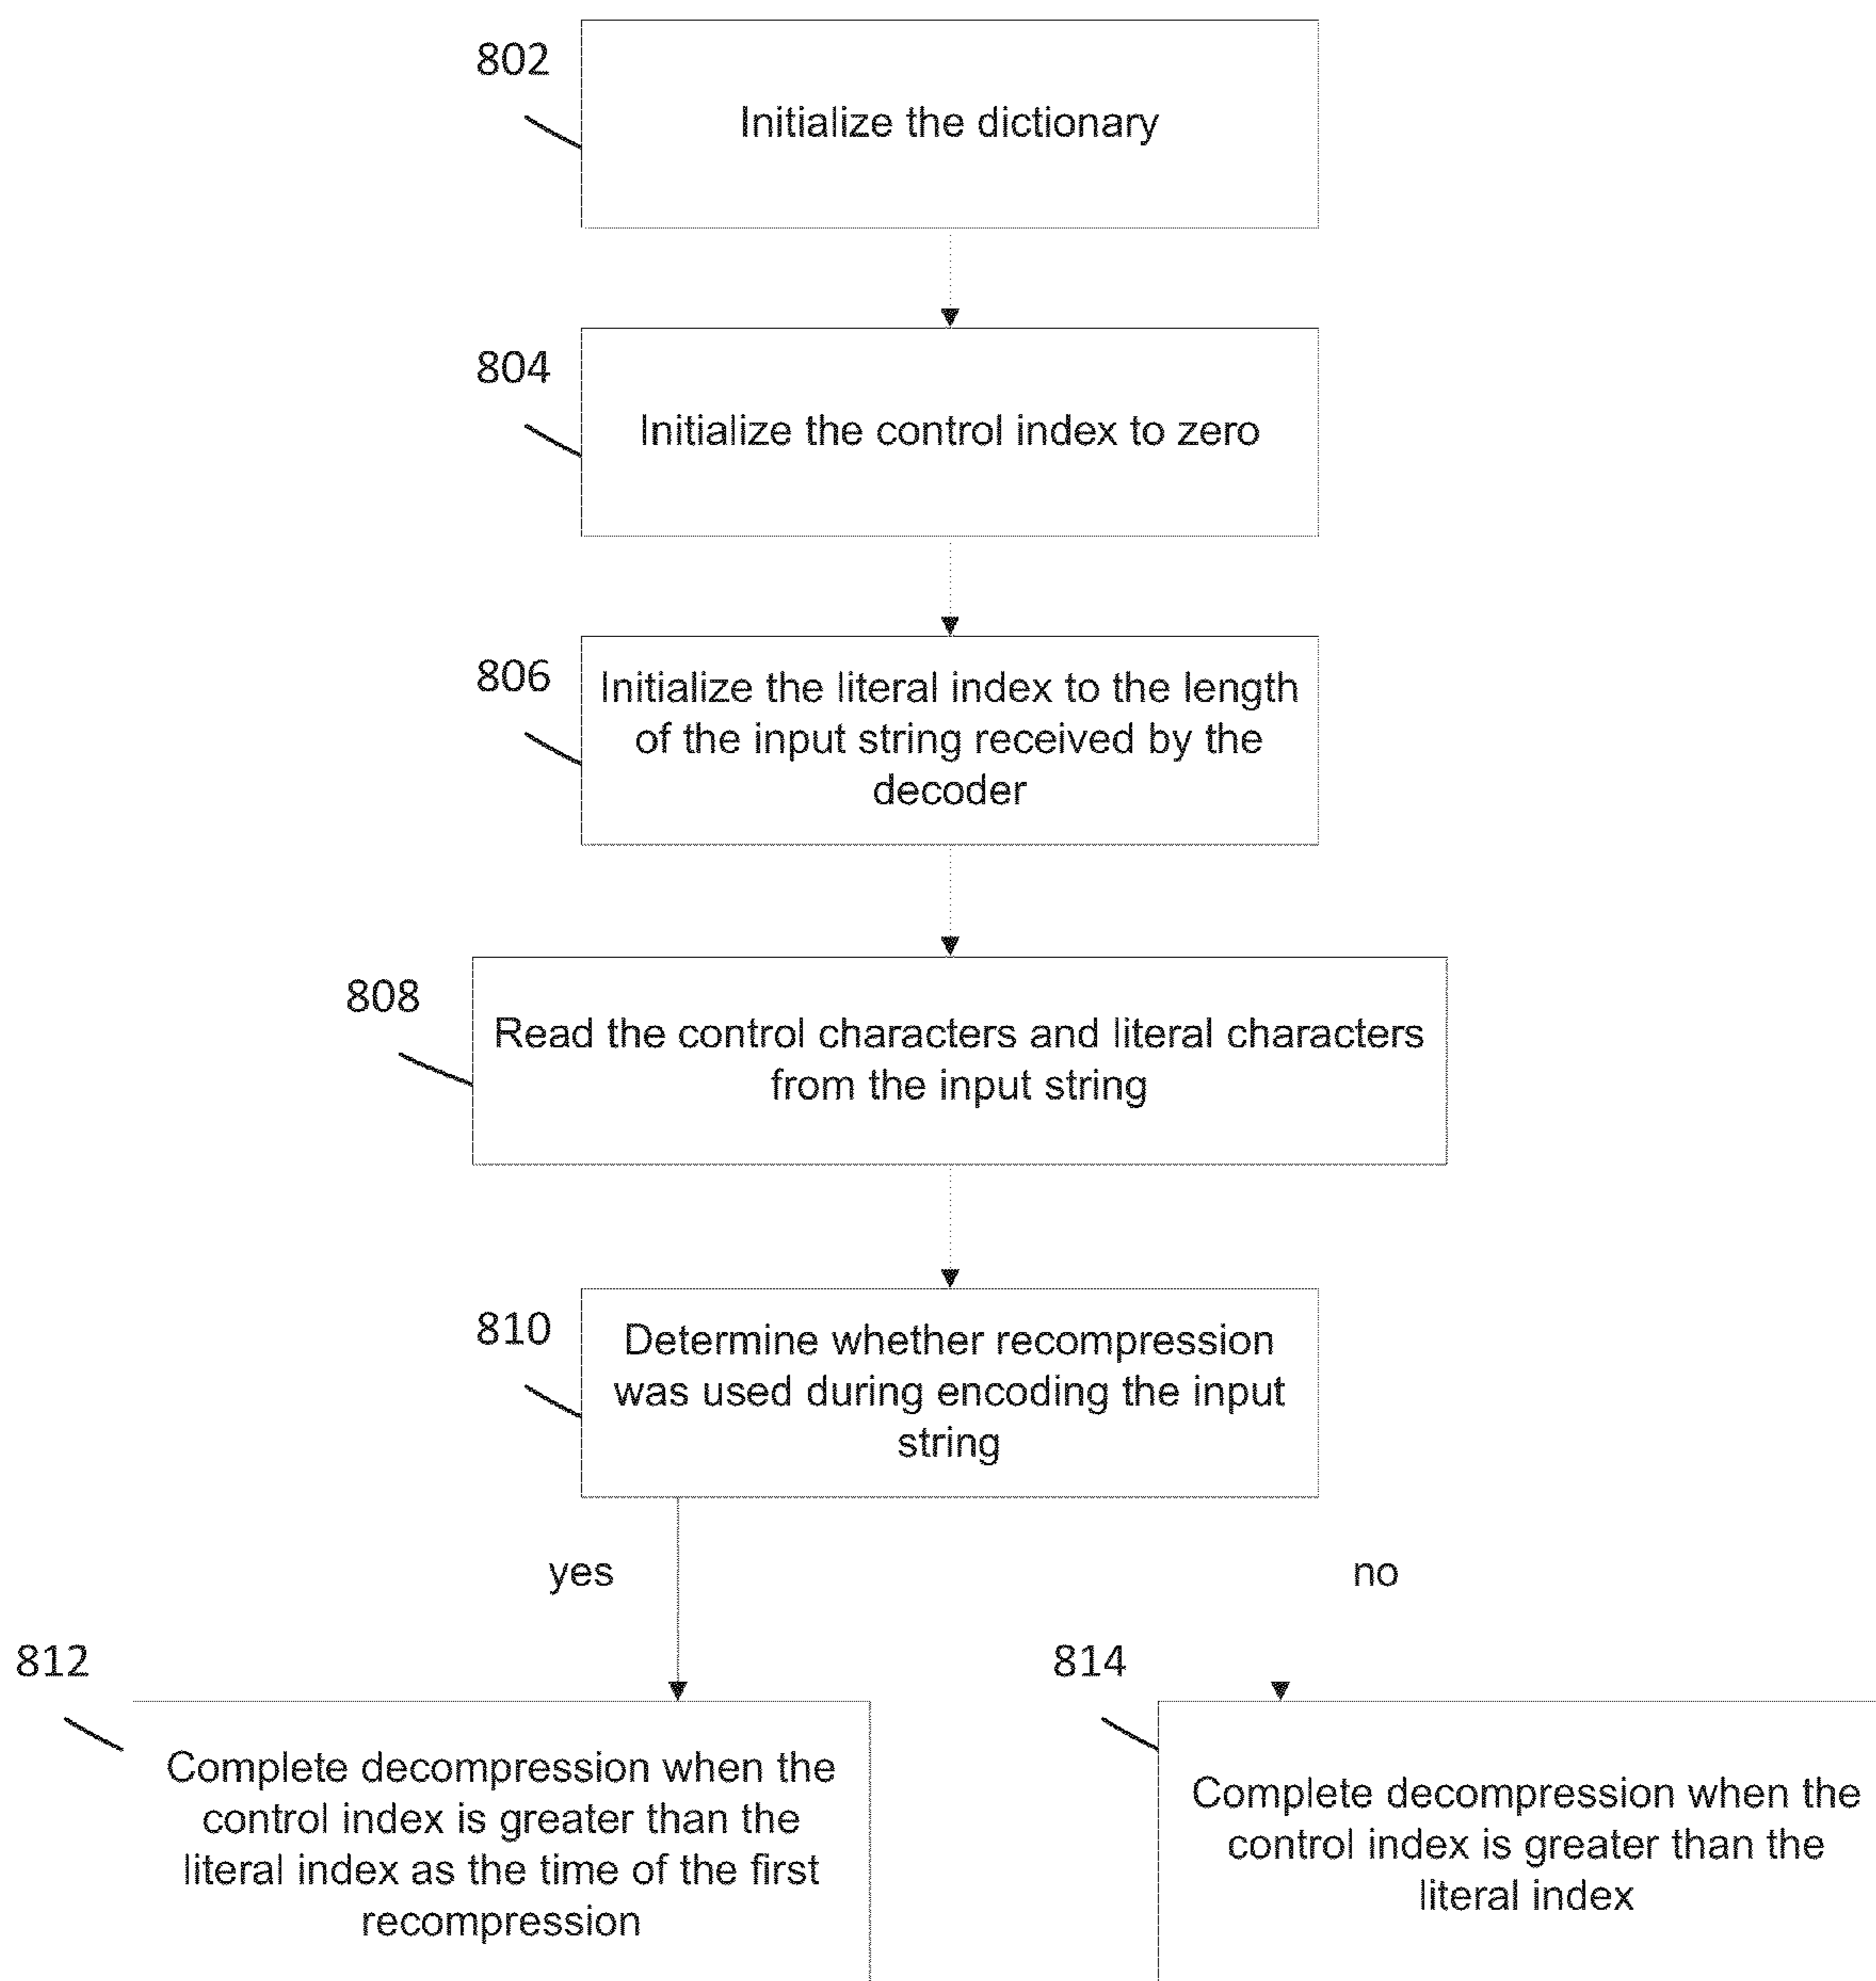 802
Initialize the dictionary
804
Initialize the control index to zero
806
Initialize the literal index to the length
of the input string received by the
decoder
808
Read the control characters and literal characters
from the input string
810
Determine whether recompression
was used during encoding the input
string
yes
no
812
Complete decompression when the
control index is greater than the
literal index as the time of the first
recompression
814
Complete decompression when the
control index is greater than the
literal index